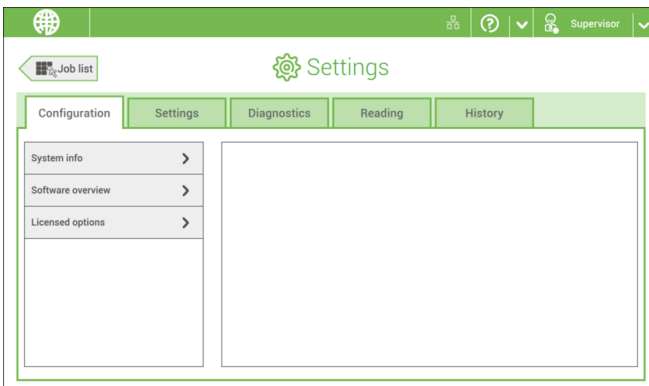 Supervisor
Job list
Settings
Configuration
Settings
Diagnostics
Reading
History
System info
Software overview
Licensed options